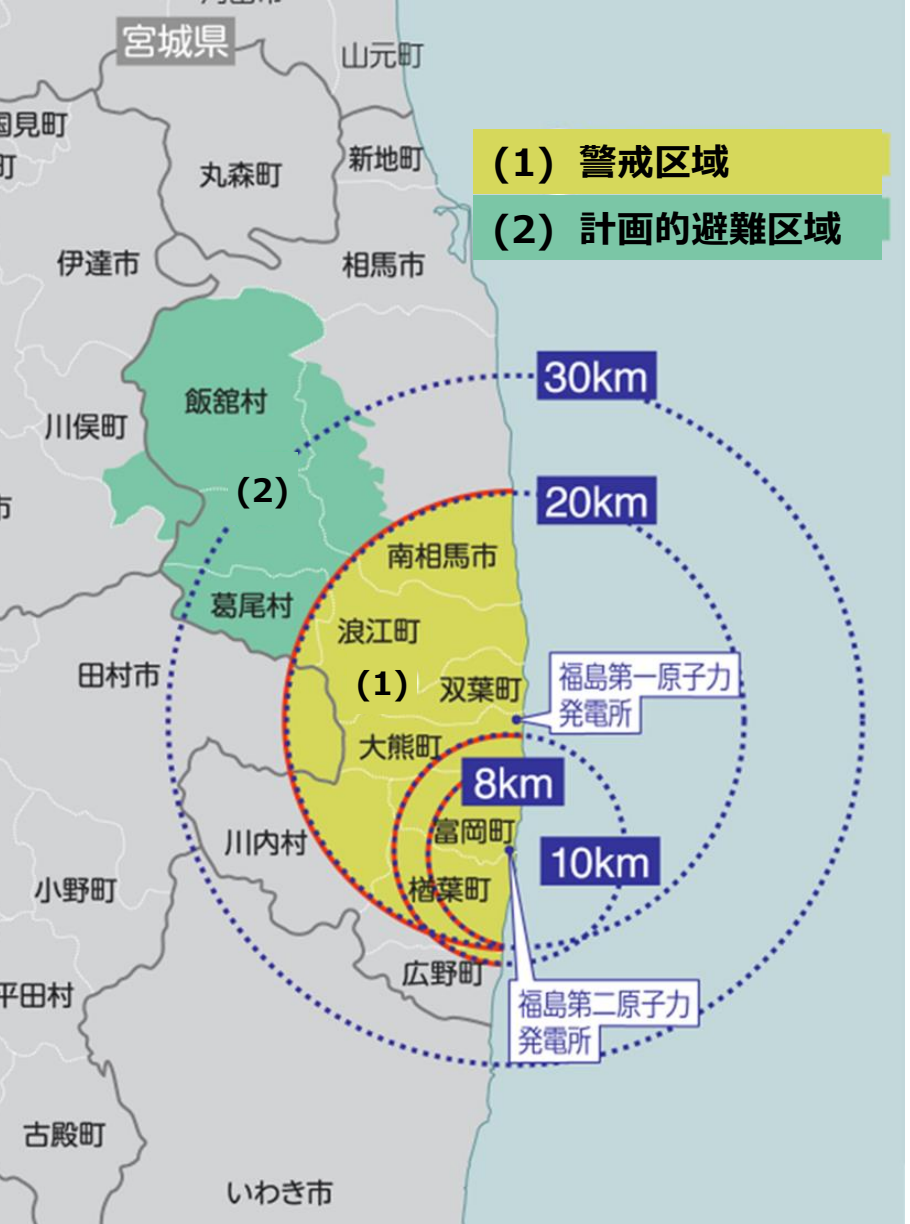 宮城県
山元町
国見町
町
丸森町
新地町
(1) 警戒区域
(2) 計画的避難区域
伊達市
相馬市
30km
飯舘村
川俣町
(2)
20km
市
南相馬市
葛尾村
浪江町
田村市
(1)
双葉町
福島第一原子力
発電所
大熊町
8km
富岡町
川内村
10km
小野町
楢葉町
広野町
平田村
福島第二原子力
発電所
古殿町
いわき市